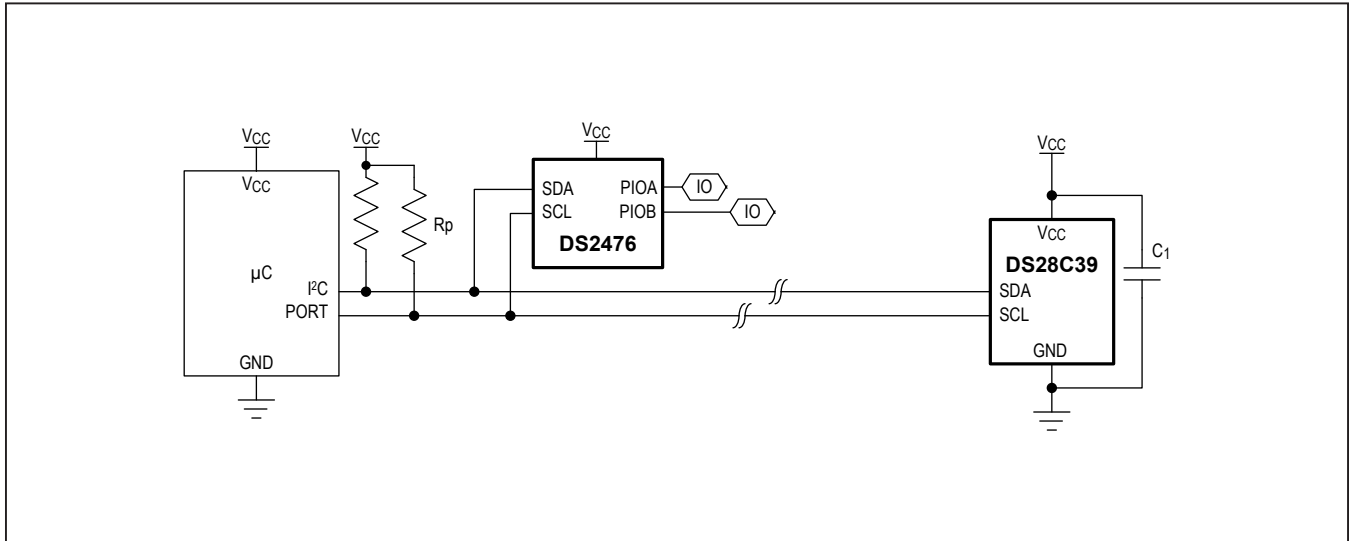 VCC
VCC
µC
I²C
PORT
GND
VCC
Rp
VCC
SDA
SCL
PIOA
PIOB
DS2476
IO
IO
VCC
VCC
DS28C39
SDA
SCL
GND
C1